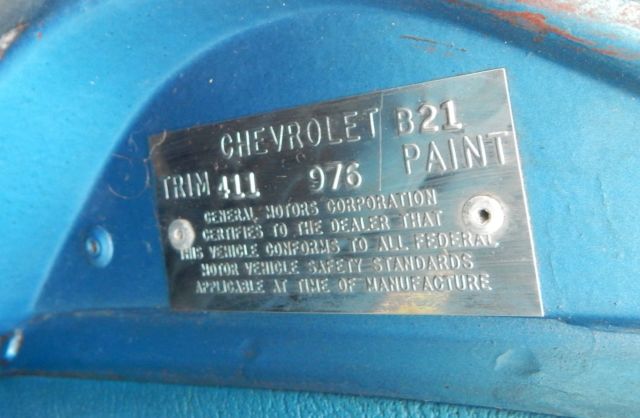 CHEVROLET B21
TRIM 411 976 PAINT
GENERAL MOTORS CORPORATION
CERTIFIES TO THE DEALER THAT
THIS VEHICLE CONFORMS TO ALL FEDERAL
MOTOR VEHICLE SAFETY STANDARDS
APPLICABLE AT TIME OF MANUFACTURE